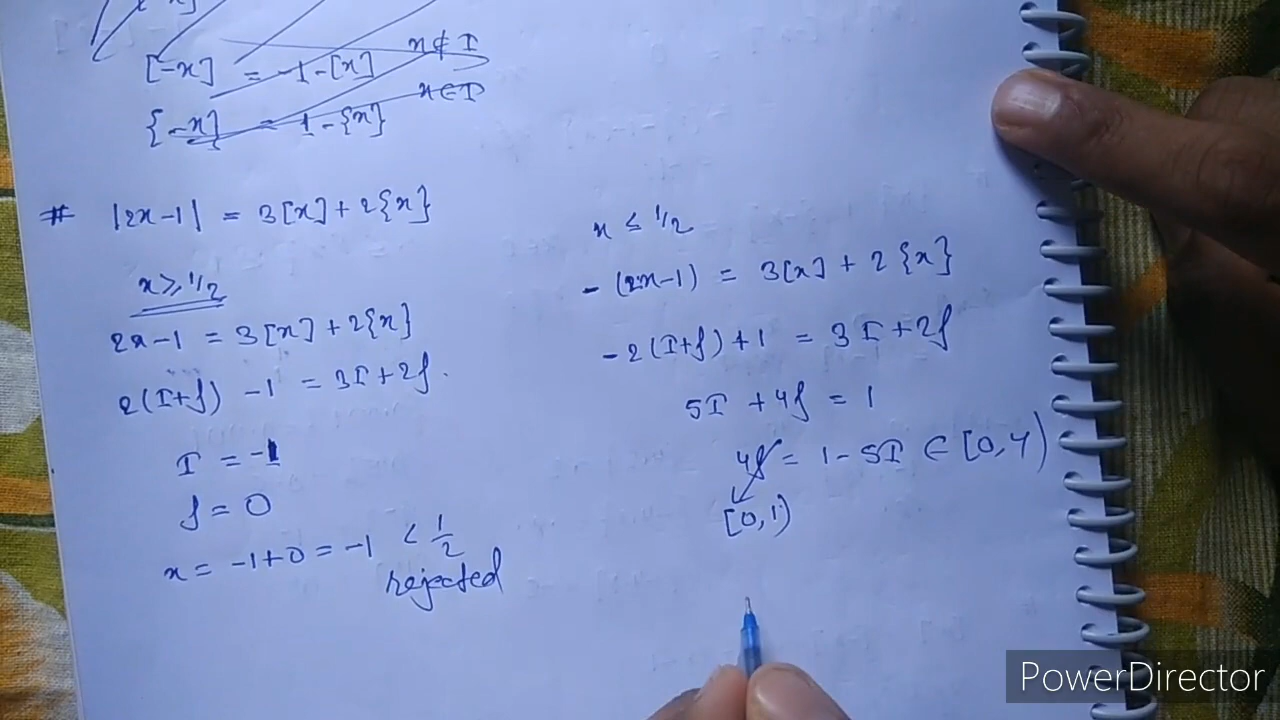 [-x] = -1-[x] x∉I
{-x} = 1-{x} x∈I
# |2x-1| = 3[x]+2{x}
x≥1/2
2x-1 = 3[x]+2{x}
2(I+f) -1 = 3I+2f.
I = -1
f = 0
x = -1+0 = -1 < 1/2
rejected
x ≤ 1/2
-(2x-1) = 3[x] + 2{x}
-2(I+f)+1 = 3I+2f
5I +4f = 1
4f = 1-5I ∈ [0,4)
[0,1)
PowerDirector